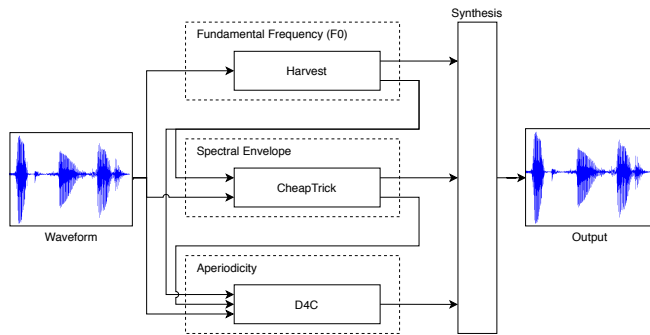 Synthesis
Fundamental Frequency (F0)
Harvest
Spectral Envelope
CheapTrick
Waveform
Output
Aperiodicity
D4C